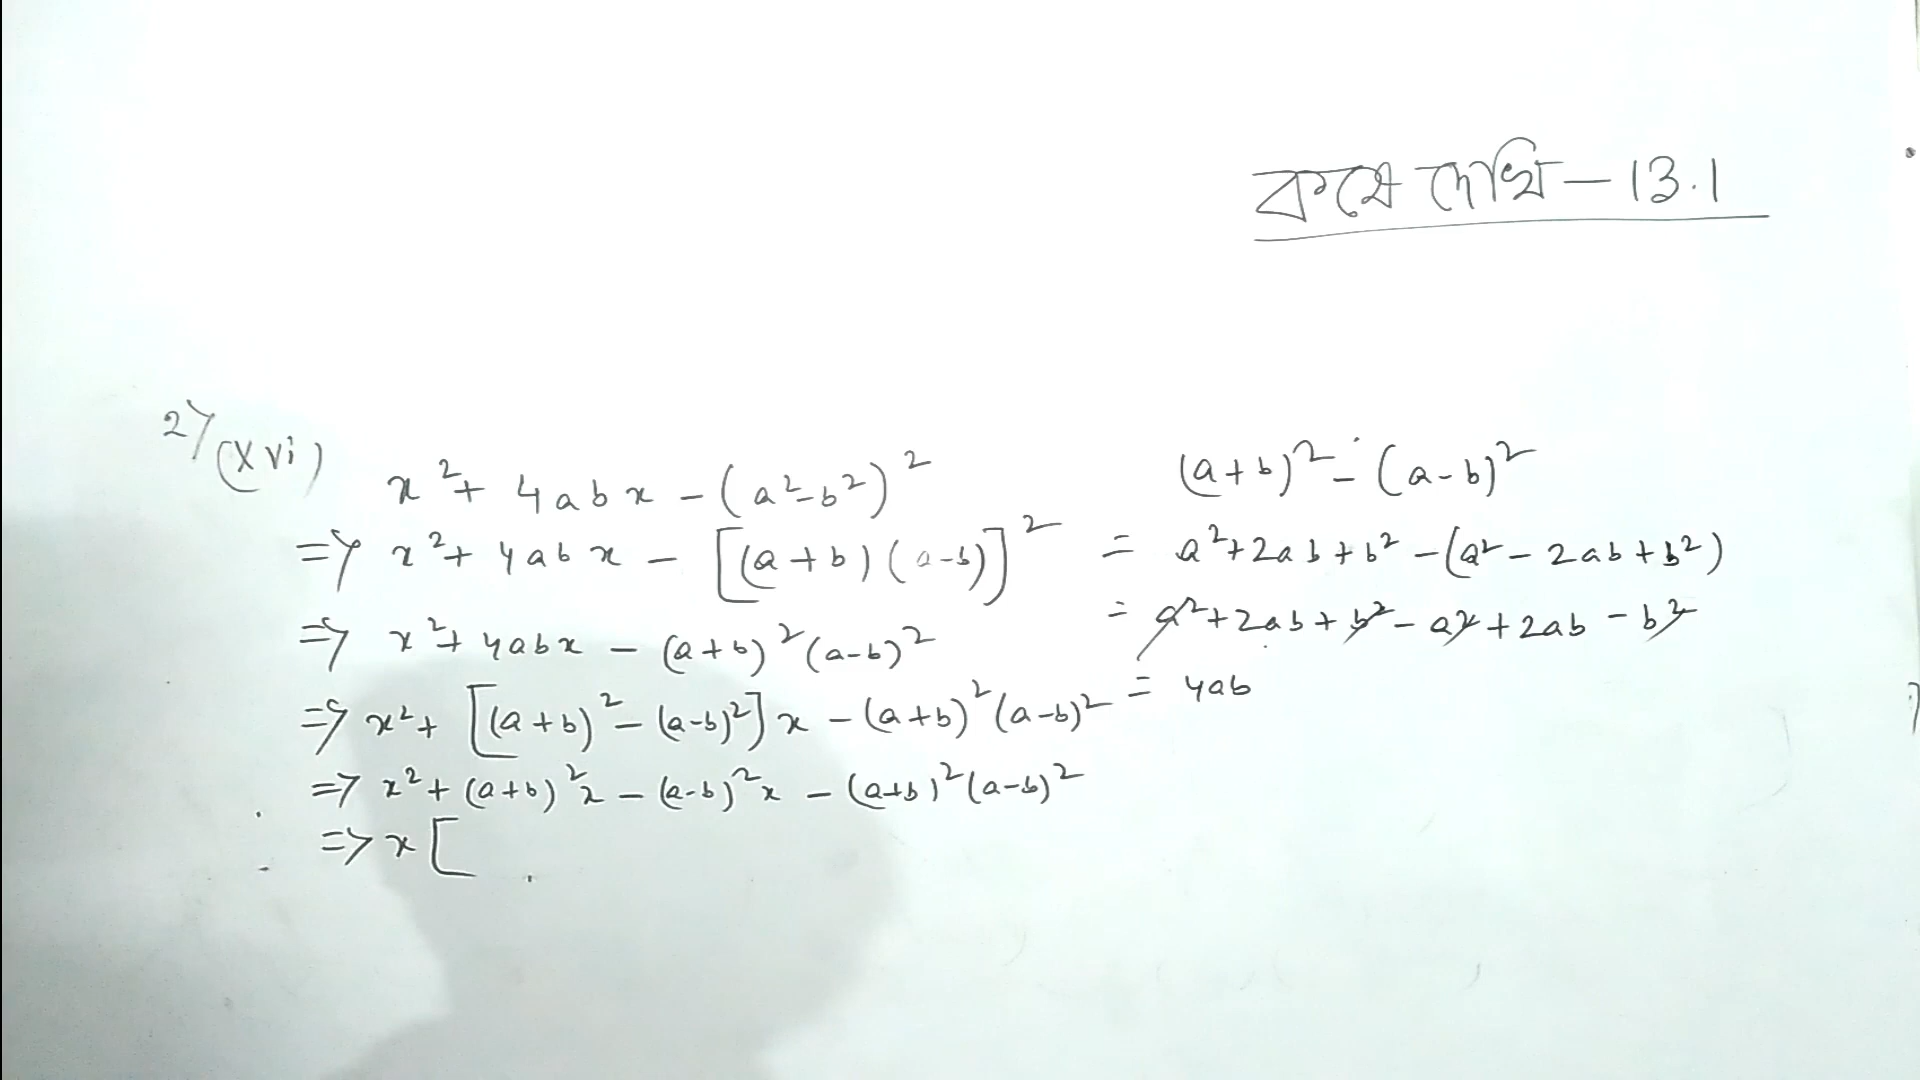 কষে দেখি – 13.1
2> (xvi)
x² + 4abx – (a² – b²)²
=> x² + 4abx – [(a+b)(a-b)]²
=> x² + 4abx – (a+b)²(a-b)²
=> x² + [(a+b)² – (a-b)²]x – (a+b)²(a-b)²
=> x² + (a+b)²x – (a-b)²x – (a+b)²(a-b)²
=> x [
(a+b)² – (a-b)²
= a² + 2ab + b² – (a² – 2ab + b²)
= a² + 2ab + b² – a² + 2ab – b²
= 4ab